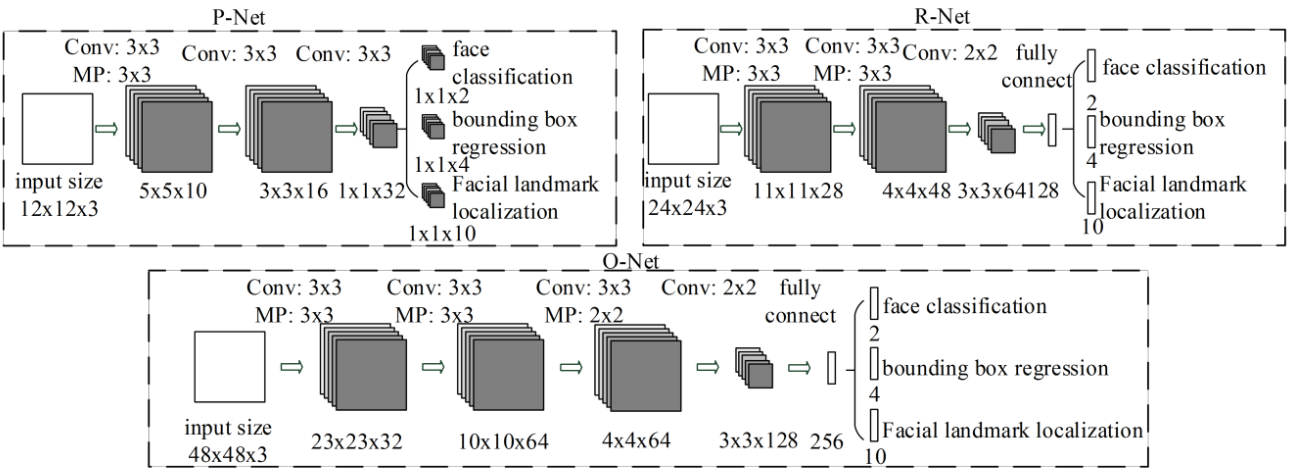 P-Net
Conv: 3x3
MP: 3x3
Conv: 3x3
Conv: 3x3
face
classification
1x1x2
bounding box
regression
1x1x4
Facial landmark
localization
1x1x10
input size
12x12x3
5x5x10
3x3x16
1x1x32
R-Net
Conv: 3x3
MP: 3x3
Conv: 3x3
MP: 3x3
Conv: 2x2
fully
connect
face classification
2
bounding box
regression
4
Facial landmark
localization
10
input size
24x24x3
11x11x28
4x4x48
3x3x64
128
O-Net
Conv: 3x3
MP: 3x3
Conv: 3x3
MP: 3x3
Conv: 3x3
MP: 2x2
Conv: 2x2
fully
connect
face classification
2
bounding box regression
4
Facial landmark localization
10
input size
48x48x3
23x23x32
10x10x64
4x4x64
3x3x128
256